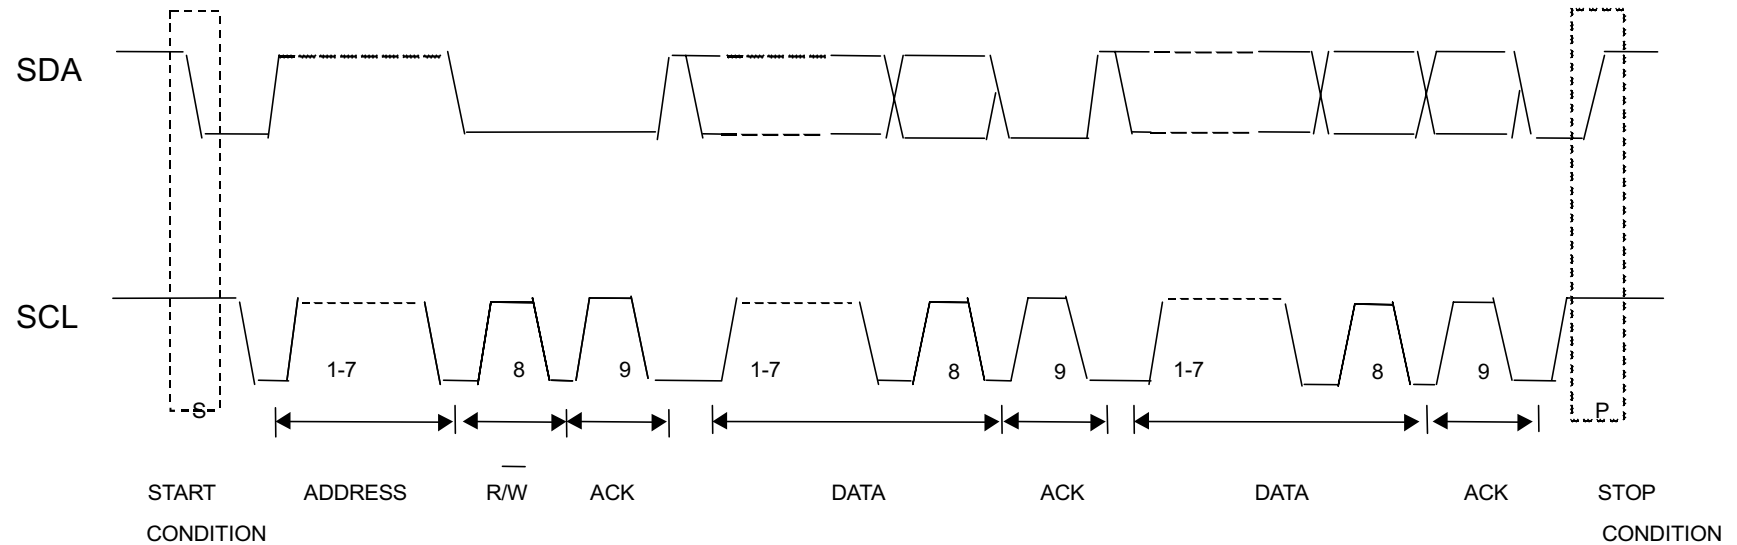 SDA
SCL
1-7 8 9 1-7 8 9 1-7 8 9
S P
START ADDRESS R/W ACK DATA ACK DATA ACK STOP
CONDITION CONDITION